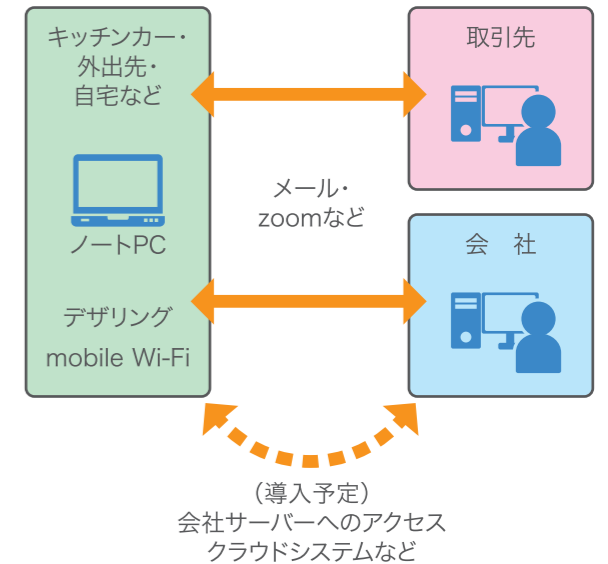 キッチンカー・
外出先・
自宅など
ノートPC
デザリング
mobile Wi-Fi
メール・
zoomなど
取引先
会　社
（導入予定）
会社サーバーへのアクセス
クラウドシステムなど